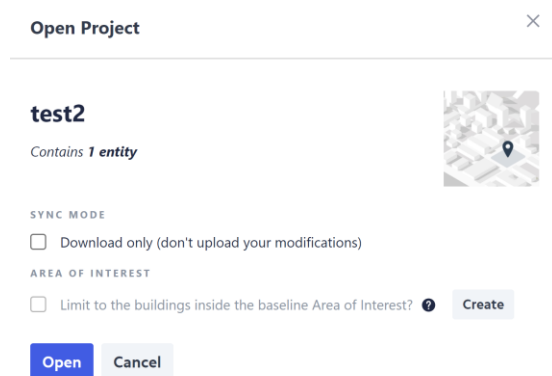 Open Project
test2
Contains 1 entity
SYNC MODE
Download only (don't upload your modifications)
AREA OF INTEREST
Limit to the buildings inside the baseline Area of Interest? ? Create
Open Cancel